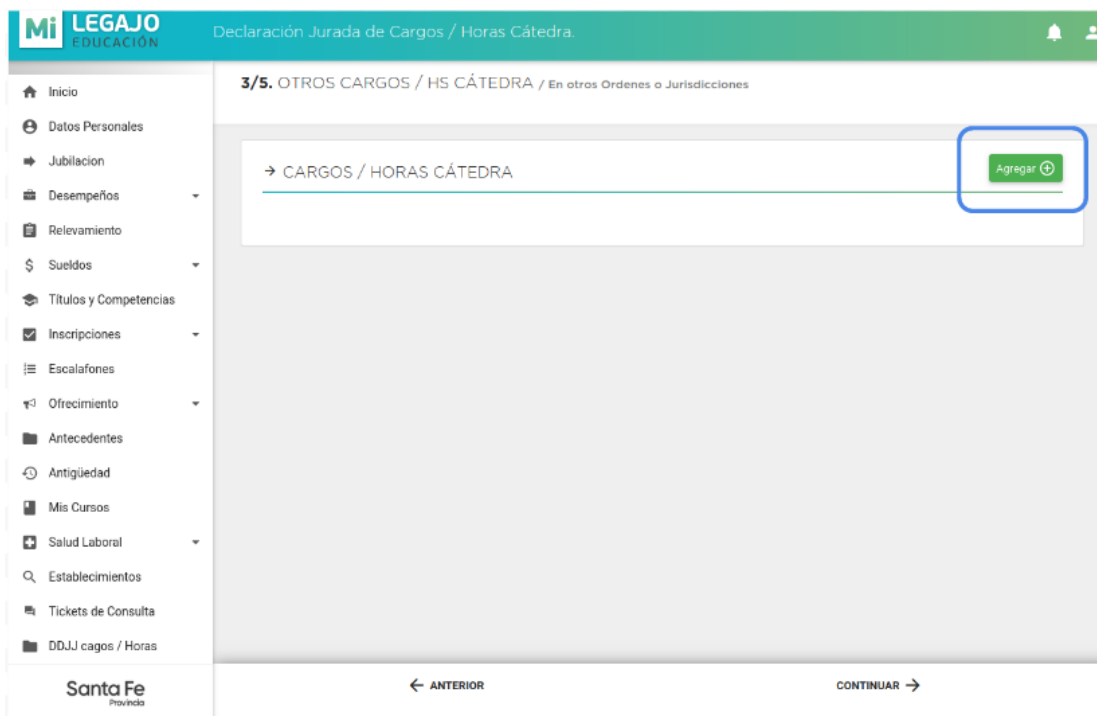 Mi LEGAJO
EDUCACIÓN
Declaración Jurada de Cargos / Horas Cátedra.
3/5. OTROS CARGOS / HS CÁTEDRA / En otros Ordenes o Jurisdicciones
Inicio
Datos Personales
Jubilacion
Desempeños
Relevamiento
Sueldos
Títulos y Competencias
Inscripciones
Escalafones
Ofrecimiento
Antecedentes
Antigüedad
Mis Cursos
Salud Laboral
Establecimientos
Tickets de Consulta
DDJJ cagos / Horas
Santa Fe
Provincia
→ CARGOS / HORAS CÁTEDRA
Agregar
← ANTERIOR
CONTINUAR →